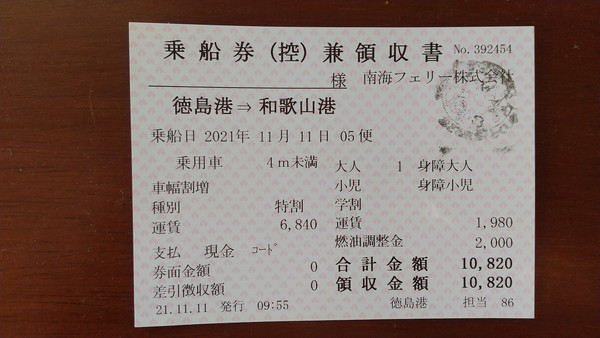 乗船券(控)兼領収書 No.392454
様 南海フェリー株式会社
徳島港⇒和歌山港
乗船日 2021年 11月 11日 05便
乗用車 4m未満 大人 1 身障大人
車幅割増 小児 身障小児
種別 特割 学割
運賃 6,840 運賃 1,980
燃油調整金 2,000
支払 現金 コード
券面金額 0 合計金額 10,820
差引徴収額 0 領収金額 10,820
21.11.11 発行 09:55 徳島港 担当 86